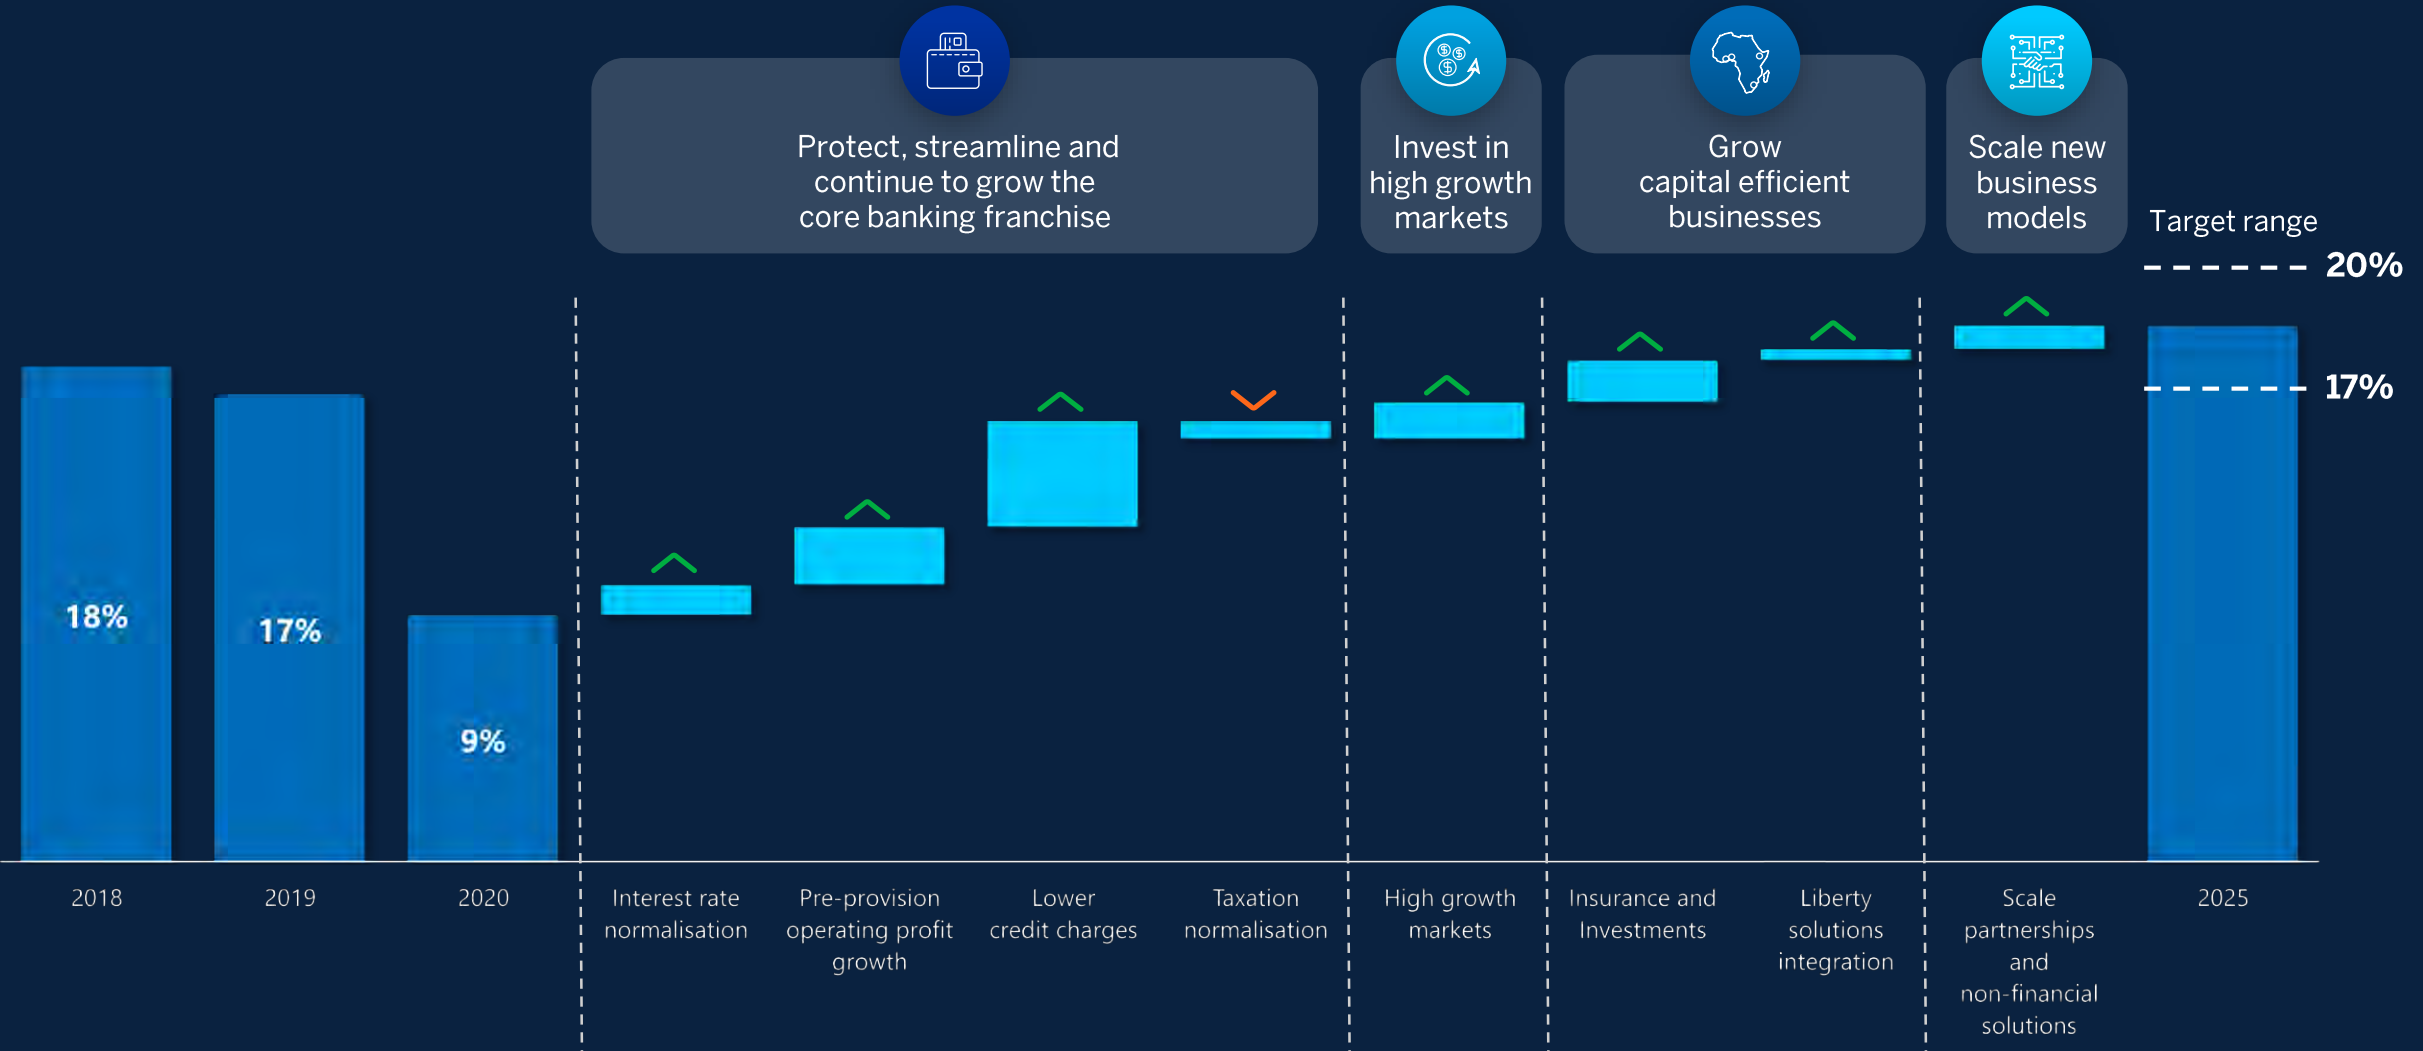 Protect, streamline and
continue to grow the
core banking franchise
Invest in
high growth
markets
Grow
capital efficient
businesses
Scale new
business
models
Target range
20%
17%
18%
17%
9%
2018
2019
2020
Interest rate
normalisation
Pre-provision
operating profit
growth
Lower
credit charges
Taxation
normalisation
High growth
markets
Insurance and
Investments
Liberty
solutions
integration
Scale
partnerships
and
non-financial
solutions
2025